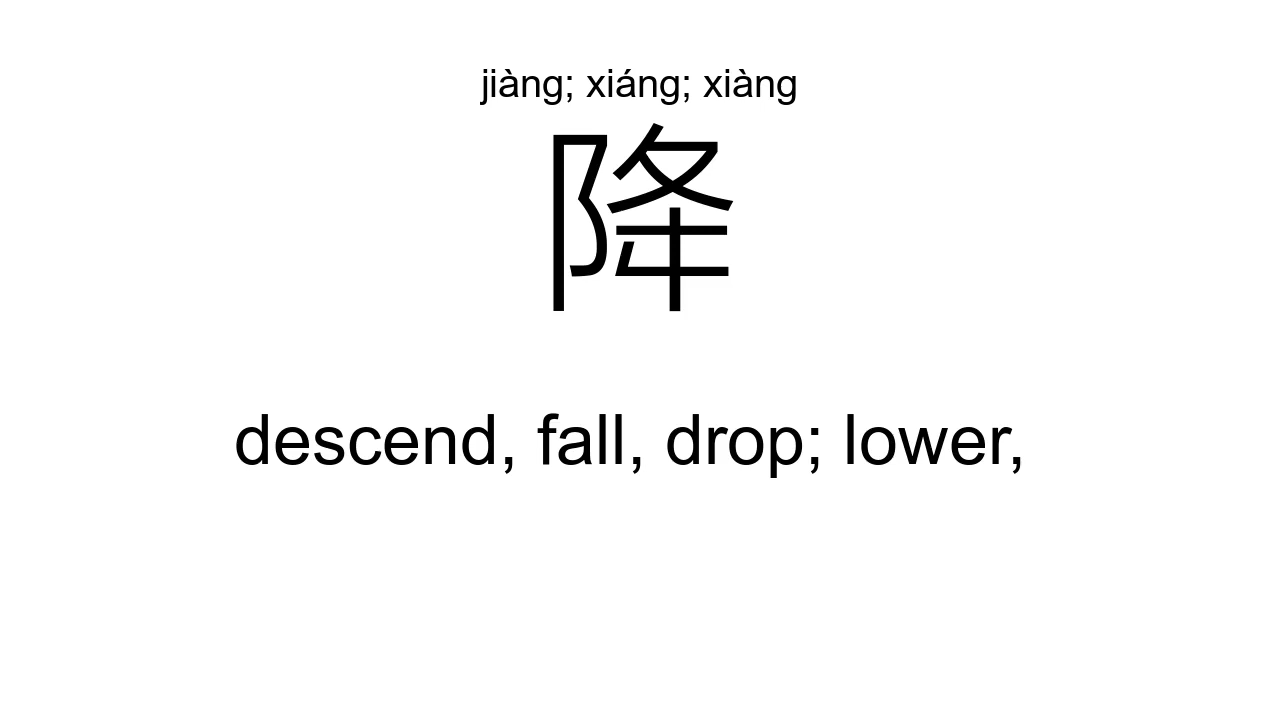 jiàng; xiáng; xiàng
降
descend, fall, drop; lower,